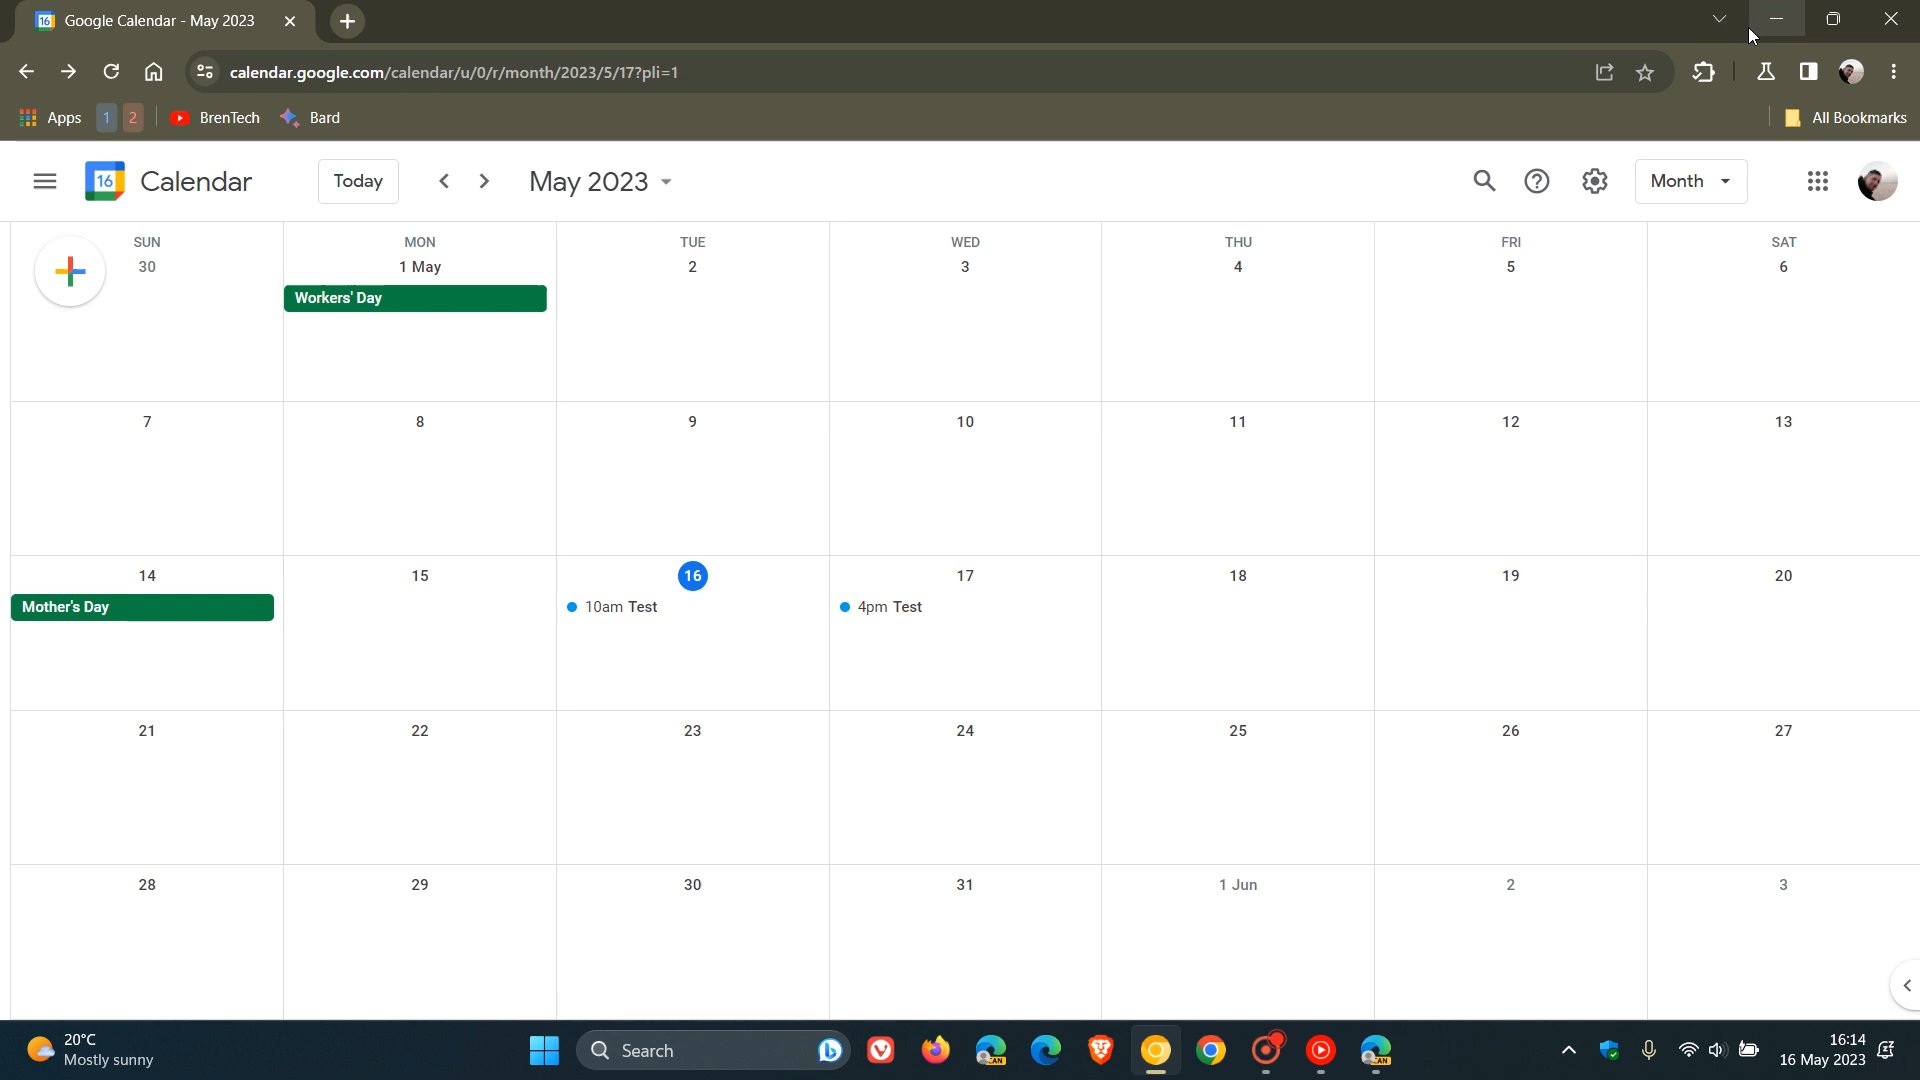 16 Google Calendar - May 2023
calendar.google.com/calendar/u/0/r/month/2023/5/17?pli=1
Apps 1 2 BrenTech Bard All Bookmarks
16 Calendar Today May 2023 Month
SUN MON TUE WED THU FRI SAT
30 1 May 2 3 4 5 6
Workers' Day
7 8 9 10 11 12 13
14 15 16 17 18 19 20
Mother's Day 10am Test 4pm Test
21 22 23 24 25 26 27
28 29 30 31 1 Jun 2 3
20°C
Mostly sunny
Search
CAN CAN
16:14
16 May 2023